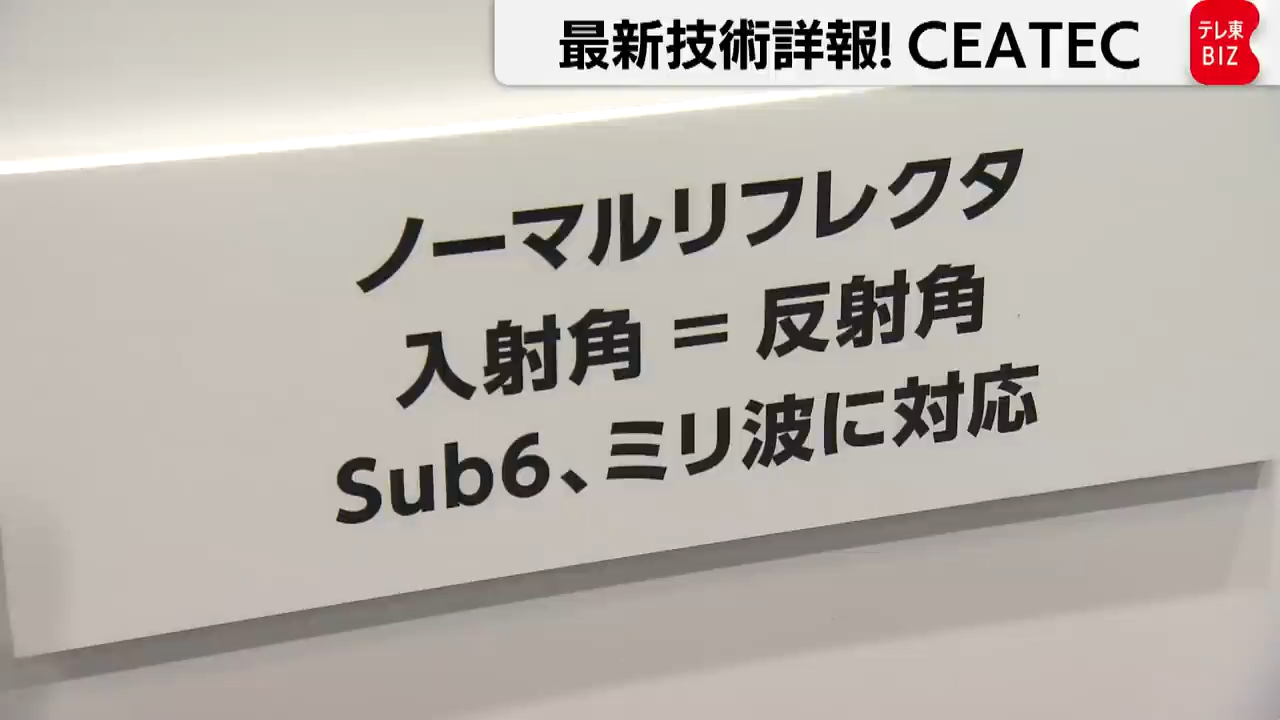 最新技術詳報! CEATEC
テレ東
BIZ
ノーマルリフレクタ
入射角 = 反射角
Sub6、ミリ波に対応